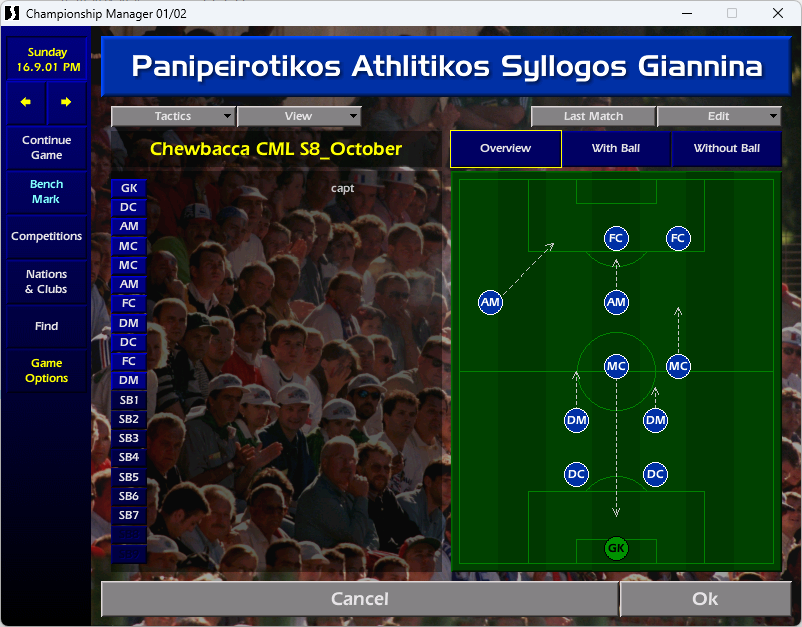 Championship Manager 01/02
Sunday
16.9.01 PM
Panipeirotikos Athlitikos Syllogos Giannina
Continue
Game
Bench
Mark
Competitions
Nations
& Clubs
Find
Game
Options
Tactics
View
Last Match
Edit
Chewbacca CML S8_October
Overview
With Ball
Without Ball
GK
capt
DC
AM
MC
MC
AM
FC
DM
DC
FC
DM
SB1
SB2
SB3
SB4
SB5
SB6
SB7
FC FC
AM AM
MC MC
DM DM
DC DC
GK
Cancel
Ok